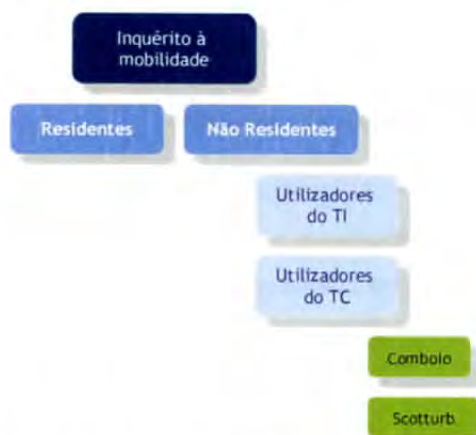 Inquérito à
mobilidade
Residentes
Não Residentes
Utilizadores
do TI
Utilizadores
do TC
Comboio
Scotturb